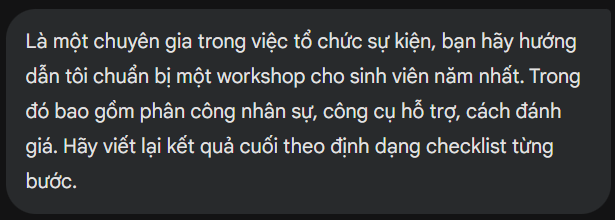 Là một chuyên gia trong việc tổ chức sự kiện, bạn hãy hướng
dẫn tôi chuẩn bị một workshop cho sinh viên năm nhất. Trong
đó bao gồm phân công nhân sự, công cụ hỗ trợ, cách đánh
giá. Hãy viết lại kết quả cuối theo định dạng checklist từng
bước.